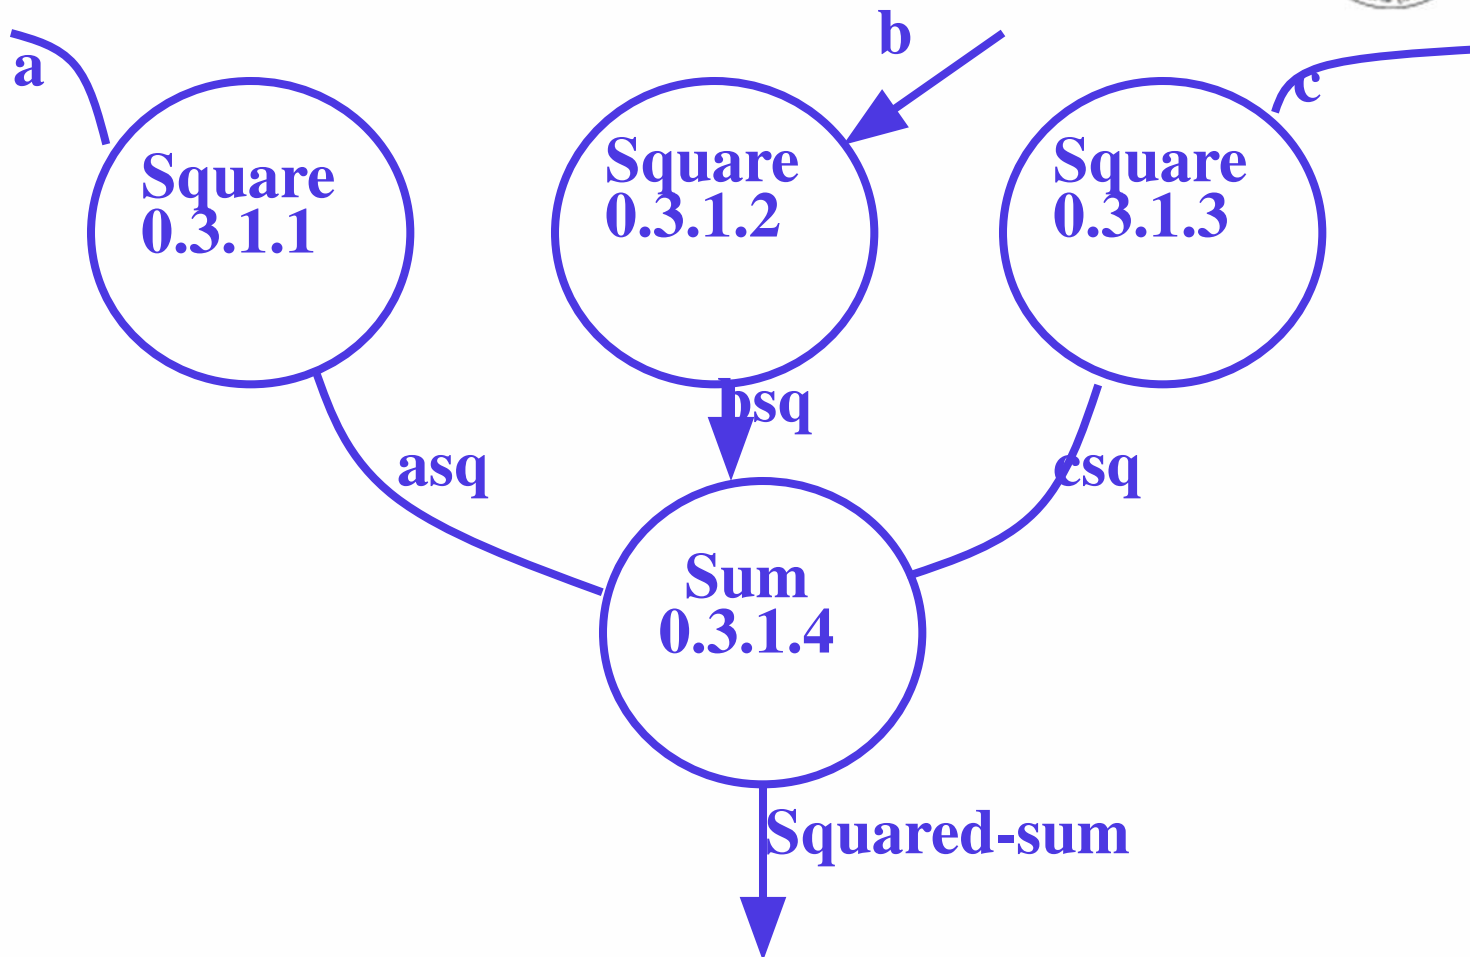 a
b
c
Square
0.3.1.1
Square
0.3.1.2
Square
0.3.1.3
asq
bsq
csq
Sum
0.3.1.4
Squared-sum